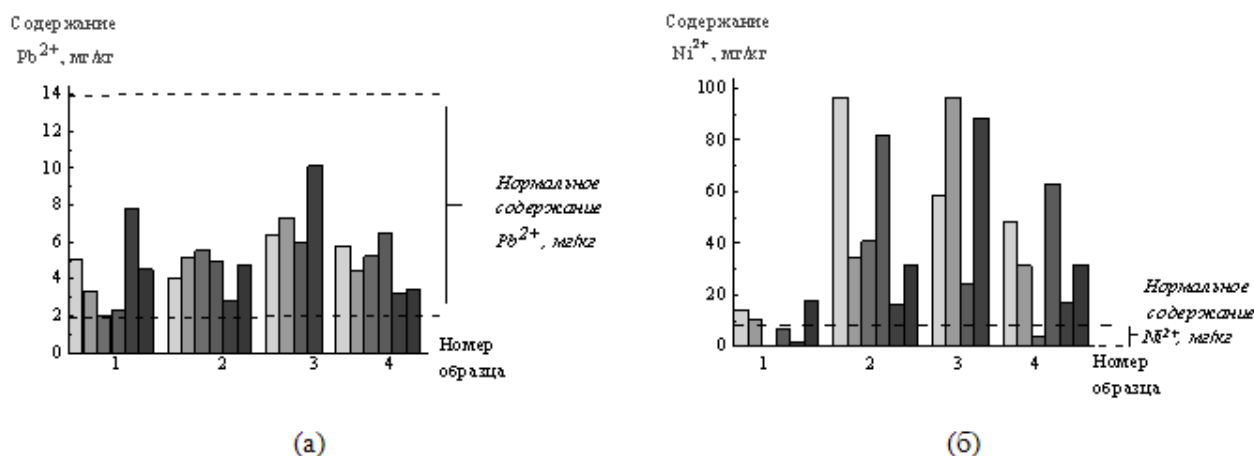 Содержание
Pb2+, мг/кг
14
12
10
8
6
4
2
0
1
2
3
4
Номер
образца
Нормальное
содержание
Pb2+, мг/кг
(а)
Содержание
Ni2+, мг/кг
100
80
60
40
20
0
1
2
3
4
Номер
образца
Нормальное
содержание
Ni2+, мг/кг
(б)